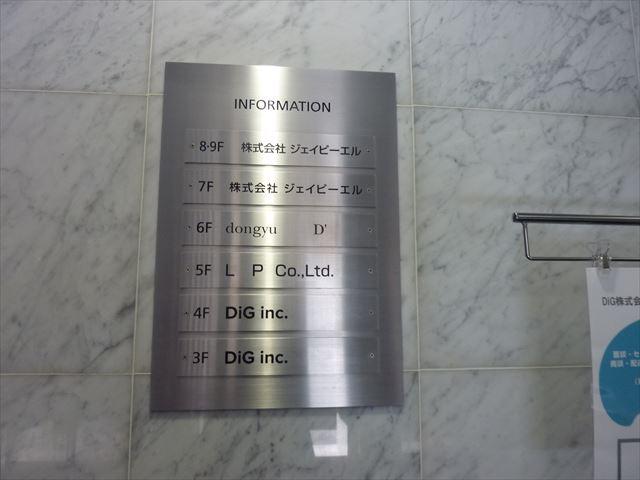 INFORMATION
8·9F 株式会社 ジェイピーエル
7F 株式会社 ジェイピーエル
6F dongyu D'
5F L P Co.,Ltd.
4F DiG inc.
3F DiG inc.
DiG株式会